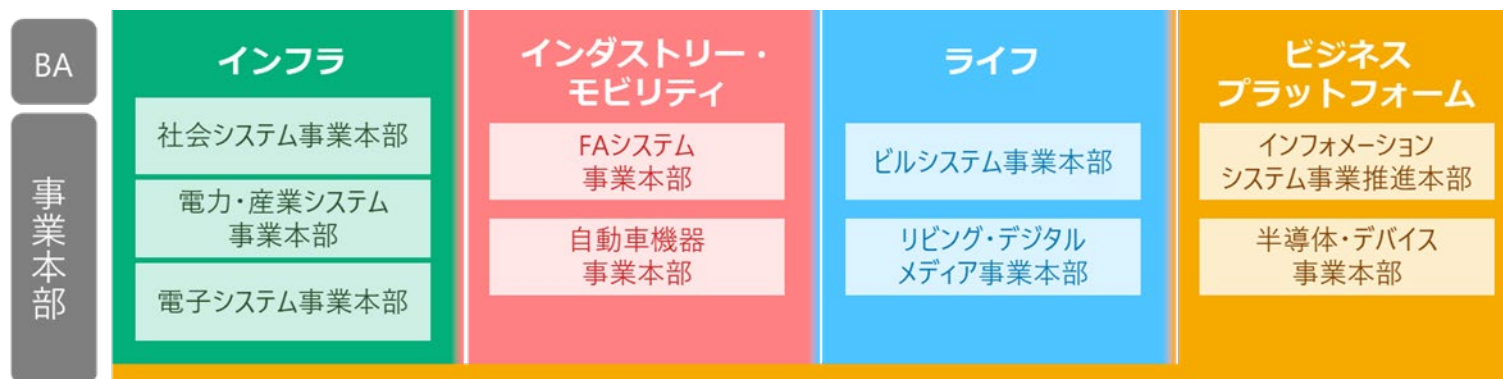 BA
事業本部
インフラ
社会システム事業本部
電力・産業システム
事業本部
電子システム事業本部
インダストリー・
モビリティ
FAシステム
事業本部
自動車機器
事業本部
ライフ
ビルシステム事業本部
リビング・デジタル
メディア事業本部
ビジネス
プラットフォーム
インフォメーション
システム事業推進本部
半導体・デバイス
事業本部